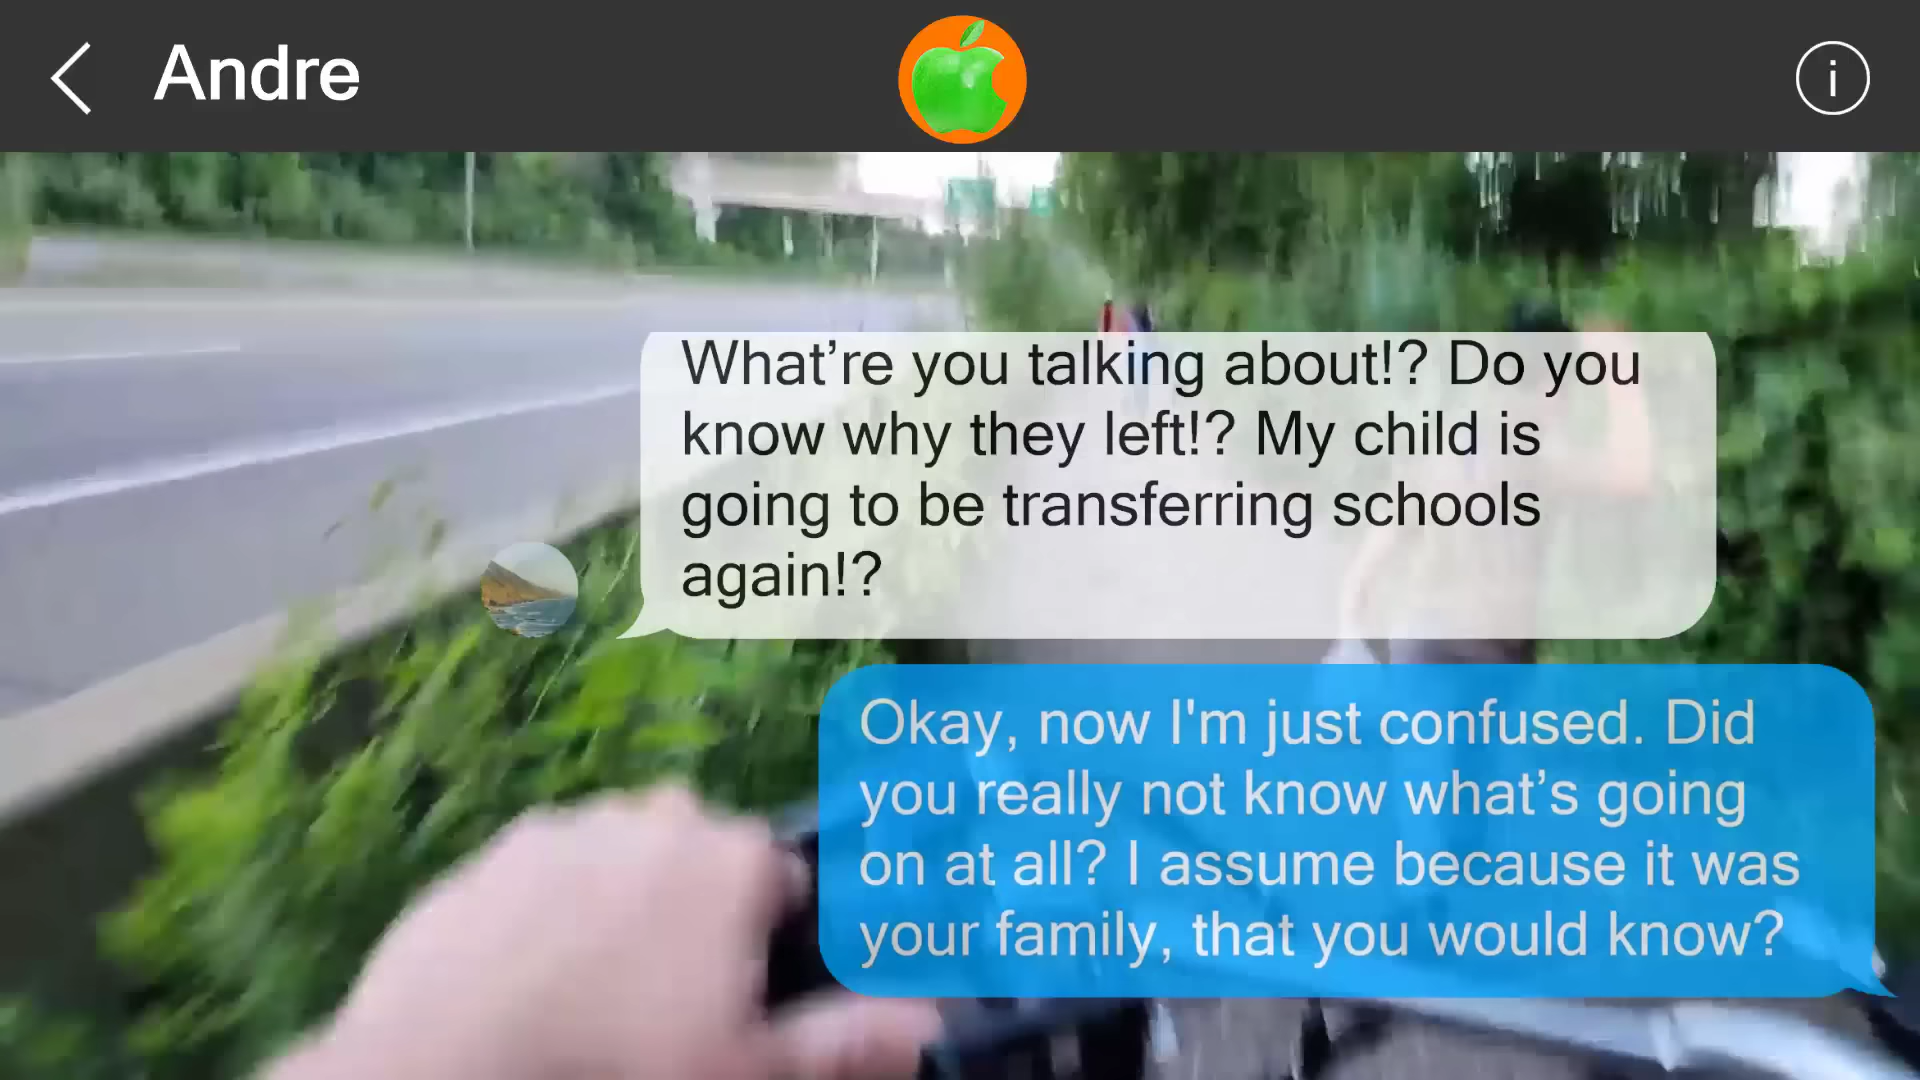 Andre
What’re you talking about!? Do you
know why they left!? My child is
going to be transferring schools
again!?
Okay, now I'm just confused. Did
you really not know what’s going
on at all? I assume because it was
your family, that you would know?